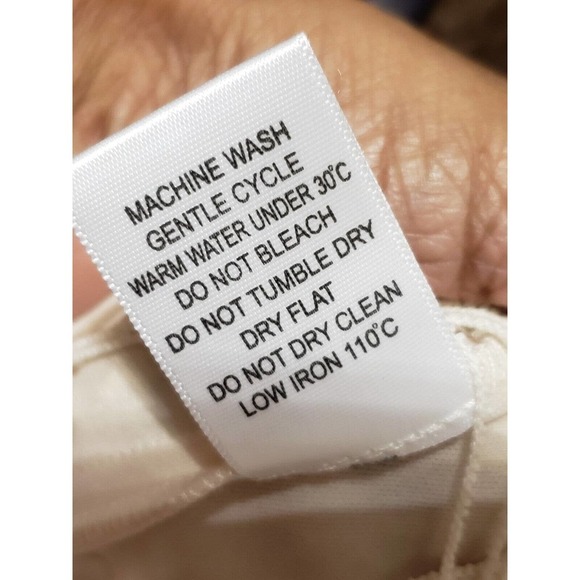 MACHINE WASH
GENTLE CYCLE
WARM WATER UNDER 30°C
DO NOT BLEACH
DO NOT TUMBLE DRY
DRY FLAT
DO NOT DRY CLEAN
LOW IRON 110°C